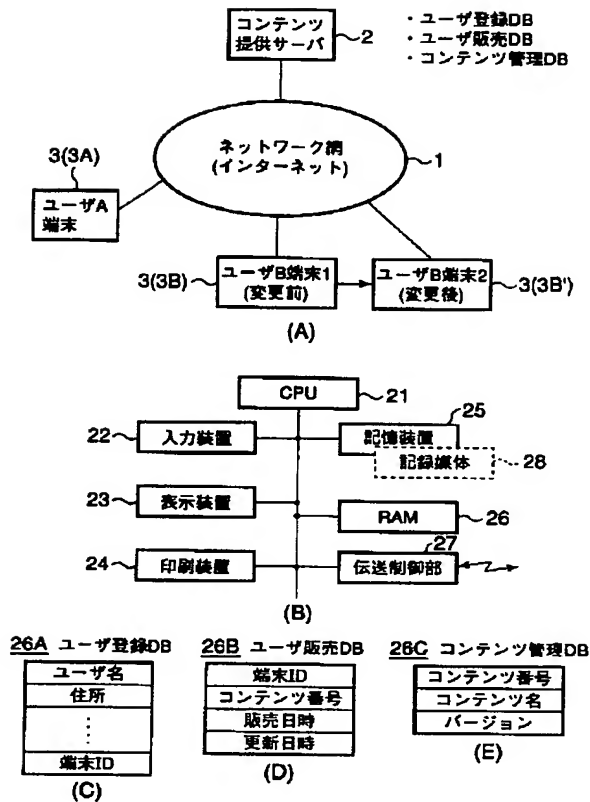 コンテンツ
提供サーバ
2
・ユーザ登録DB
・ユーザ販売DB
・コンテンツ管理DB
ネットワーク網
(インターネット)
1
3(3A)
ユーザA
端末
3(3B)
ユーザB端末1
(変更前)
ユーザB端末2
(変更後)
3(3B')
(A)
CPU
21
22
入力装置
記憶装置
25
記録媒体
28
23
表示装置
RAM
26
24
印刷装置
伝送制御部
27
(B)
26A ユーザ登録DB
ユーザ名
住所
端末ID
(C)
26B ユーザ販売DB
端末ID
コンテンツ番号
販売日時
更新日時
(D)
26C コンテンツ管理DB
コンテンツ番号
コンテンツ名
バージョン
(E)